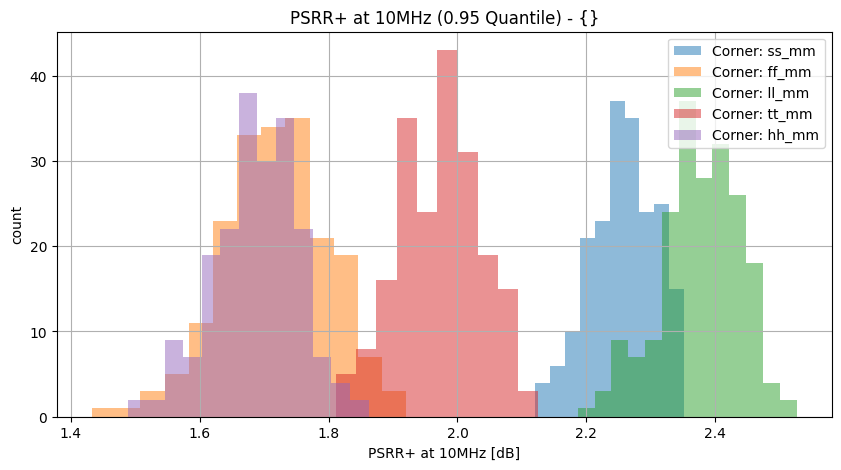 PSRR+ at 10MHz (0.95 Quantile) - {}
Corner: ss_mm
Corner: ff_mm
Corner: ll_mm
Corner: tt_mm
Corner: hh_mm
count
40
30
20
10
0
1.4 1.6 1.8 2.0 2.2 2.4
PSRR+ at 10MHz [dB]